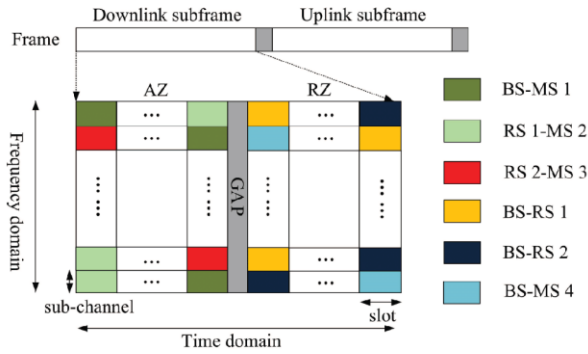 Downlink subframe Uplink subframe
Frame
AZ RZ
... ... BS-MS 1
... ... RS 1-MS 2
Frequency domain
GAP
... ... ... ... RS 2-MS 3
BS-RS 1
... ... BS-RS 2
... ... BS-MS 4
sub-channel
slot
Time domain